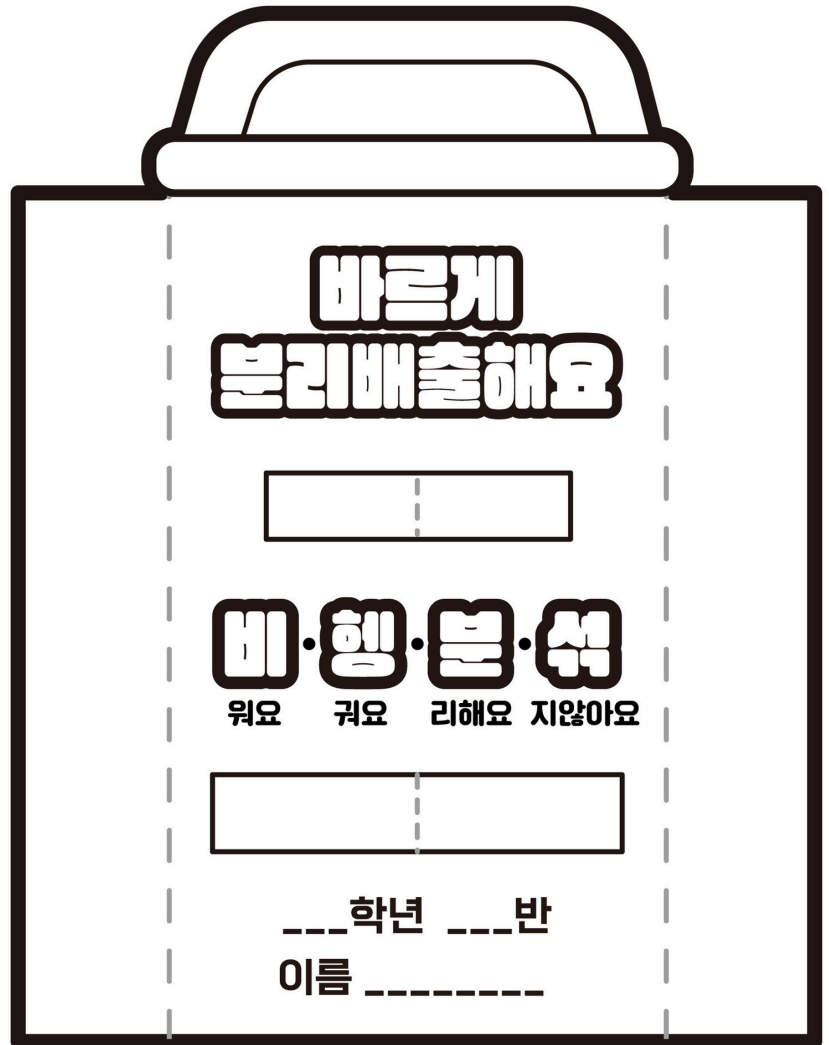 바르게
분리배출해요
비·헹·분·섞
워요 궈요 리해요 지않아요
___학년 ___반
이름 ________